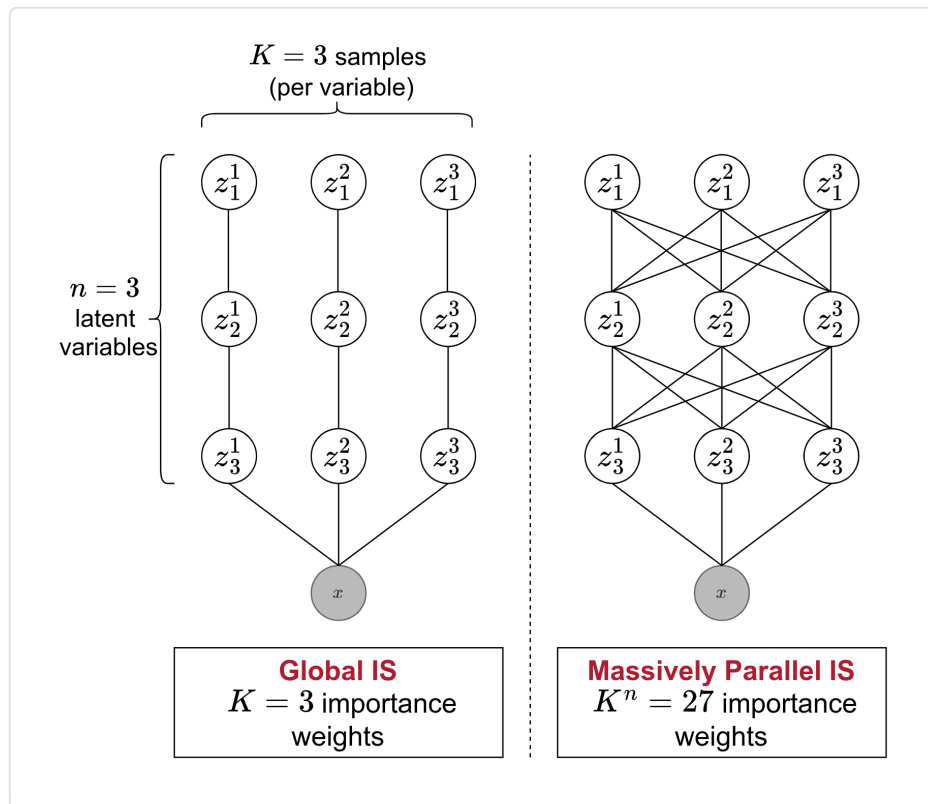 K = 3 samples
(per variable)
z_1^1 z_1^2 z_1^3 z_1^1 z_1^2 z_1^3
n = 3
latent
variables
z_2^1 z_2^2 z_2^3 z_2^1 z_2^2 z_2^3
z_3^1 z_3^2 z_3^3 z_3^1 z_3^2 z_3^3
x x
Global IS
K = 3 importance
weights
Massively Parallel IS
K^n = 27 importance
weights